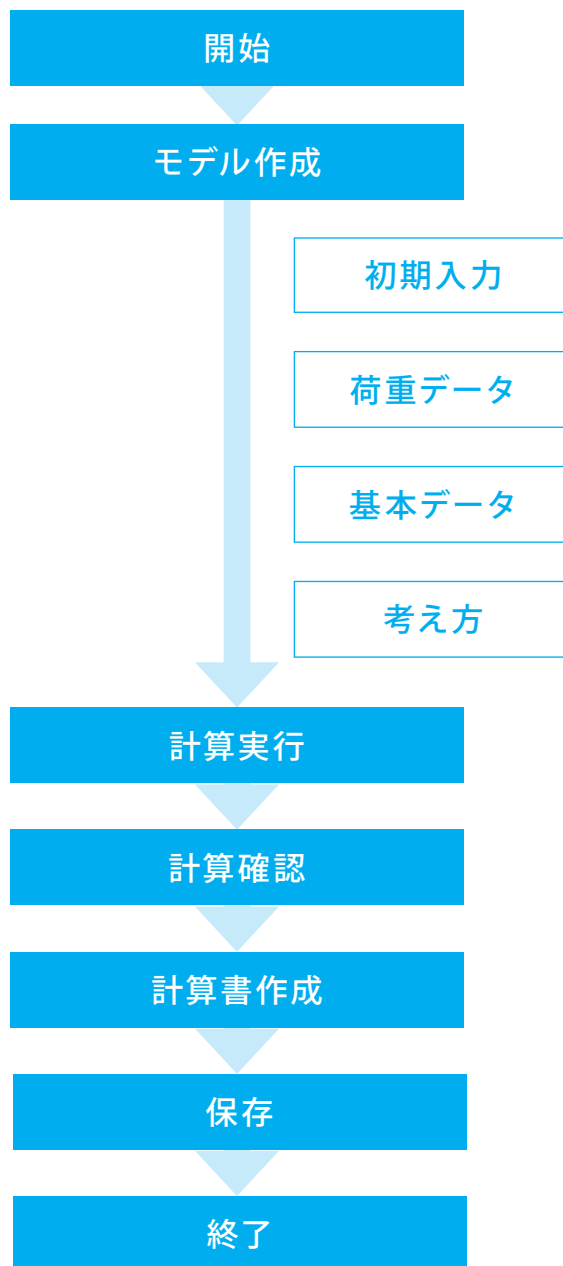 開始
モデル作成
初期入力
荷重データ
基本データ
考え方
計算実行
計算確認
計算書作成
保存
終了